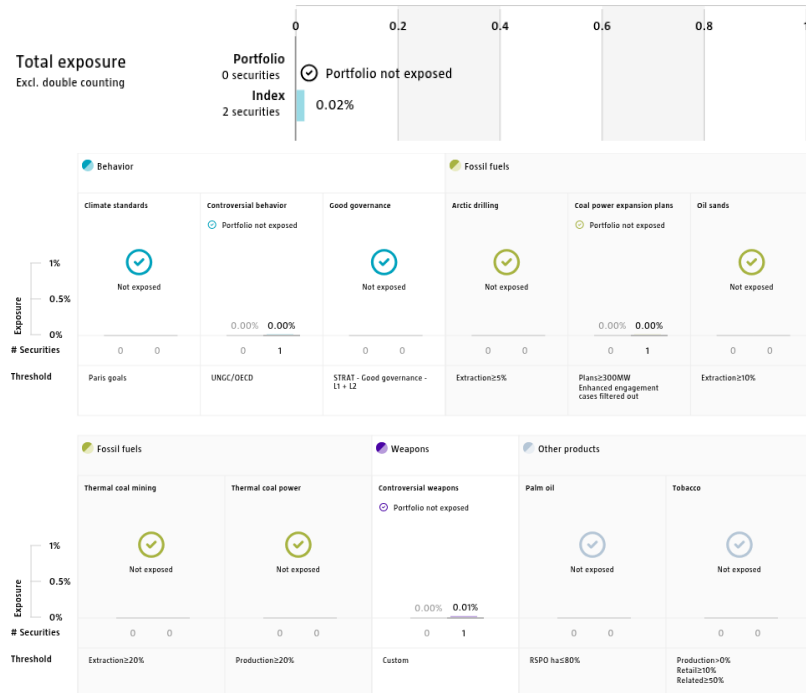 0 0.2 0.4 0.6 0.8 1
Total exposure
Excl. double counting
Portfolio
0 securities
Portfolio not exposed
Index
2 securities
0.02%
Behavior
Fossil fuels
Climate standards
Controversial behavior
Good governance
Arctic drilling
Coal power expansion plans
Oil sands
Portfolio not exposed
Portfolio not exposed
Not exposed
Not exposed
Not exposed
Not exposed
Exposure
1%
0.5%
0%
0.00% 0.00%
0.00% 0.00%
# Securities
0 0
0 1
0 0
0 0
0 1
0 0
Threshold
Paris goals
UNGC/OECD
STRAT - Good governance -
L1 + L2
Extraction≥5%
Plans≥300MW
Enhanced engagement
cases filtered out
Extraction≥10%
Fossil fuels
Weapons
Other products
Thermal coal mining
Thermal coal power
Controversial weapons
Palm oil
Tobacco
Portfolio not exposed
Not exposed
Not exposed
Not exposed
Not exposed
Exposure
1%
0.5%
0%
0.00% 0.01%
# Securities
0 0
0 0
0 1
0 0
0 0
Threshold
Extraction≥20%
Production≥20%
Custom
RSPO ha≤80%
Production>0%
Retail≥10%
Related≥50%